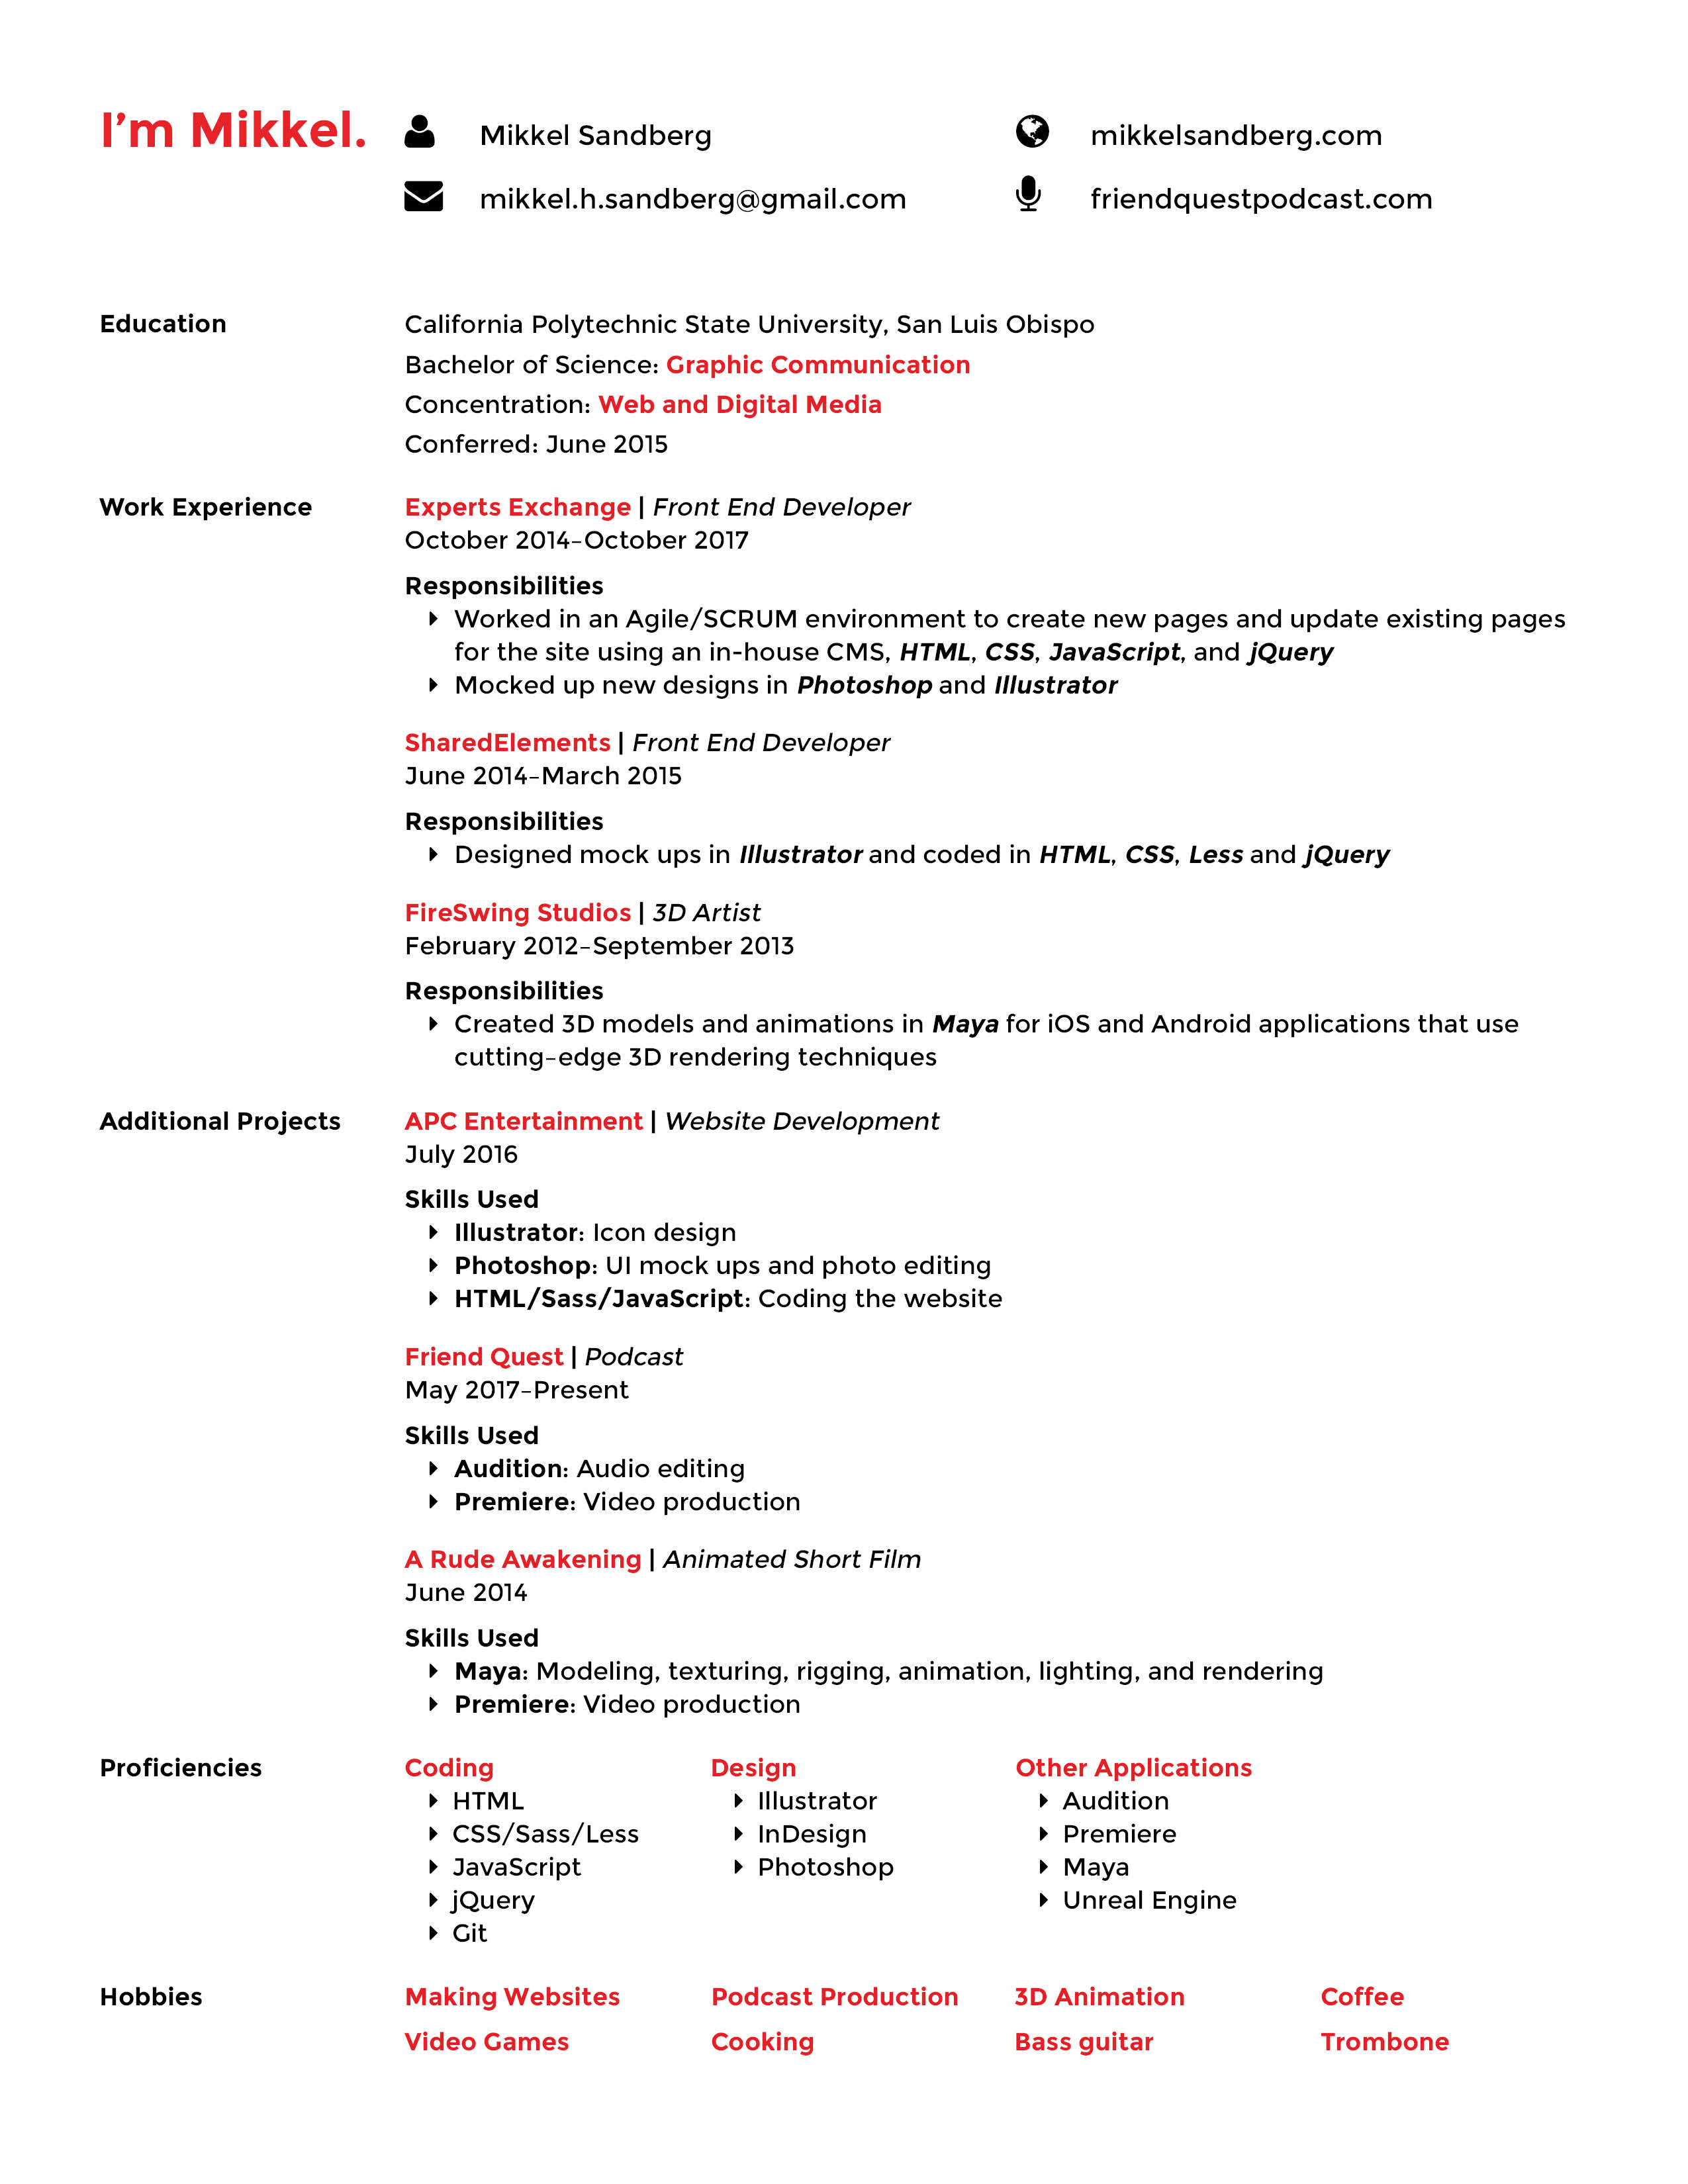 I'm Mikkel.
Mikkel Sandberg
mikkelsandberg.com
mikkel.h.sandberg@gmail.com
friendquestpodcast.com
Education
California Polytechnic State University, San Luis Obispo
Bachelor of Science: Graphic Communication
Concentration: Web and Digital Media
Conferred: June 2015
Work Experience
Experts Exchange | Front End Developer
October 2014–October 2017
Responsibilities
Worked in an Agile/SCRUM environment to create new pages and update existing pages
for the site using an in-house CMS, HTML, CSS, JavaScript, and jQuery
Mocked up new designs in Photoshop and Illustrator
SharedElements | Front End Developer
June 2014–March 2015
Responsibilities
Designed mock ups in Illustrator and coded in HTML, CSS, Less and jQuery
FireSwing Studios | 3D Artist
February 2012–September 2013
Responsibilities
Created 3D models and animations in Maya for iOS and Android applications that use
cutting–edge 3D rendering techniques
Additional Projects
APC Entertainment | Website Development
July 2016
Skills Used
Illustrator: Icon design
Photoshop: UI mock ups and photo editing
HTML/Sass/JavaScript: Coding the website
Friend Quest | Podcast
May 2017–Present
Skills Used
Audition: Audio editing
Premiere: Video production
A Rude Awakening | Animated Short Film
June 2014
Skills Used
Maya: Modeling, texturing, rigging, animation, lighting, and rendering
Premiere: Video production
Proficiencies
Coding
HTML
CSS/Sass/Less
JavaScript
jQuery
Git
Design
Illustrator
InDesign
Photoshop
Other Applications
Audition
Premiere
Maya
Unreal Engine
Hobbies
Making Websites Podcast Production 3D Animation Coffee
Video Games Cooking Bass guitar Trombone